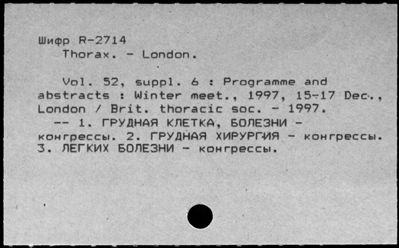 Шифр R-2714
Thorax. - London.
Vol. 52, suppl. 6 : Programme and
abstracts : Winter meet., 1997, 15-17 Dec.,
London / Brit. thoracic soc. - 1997.
-- 1. ГРУДНАЯ КЛЕТКА, БОЛЕЗНИ -
конгрессы. 2. ГРУДНАЯ ХИРУРГИЯ - конгрессы.
3. ЛЕГКИХ БОЛЕЗНИ - конгрессы.